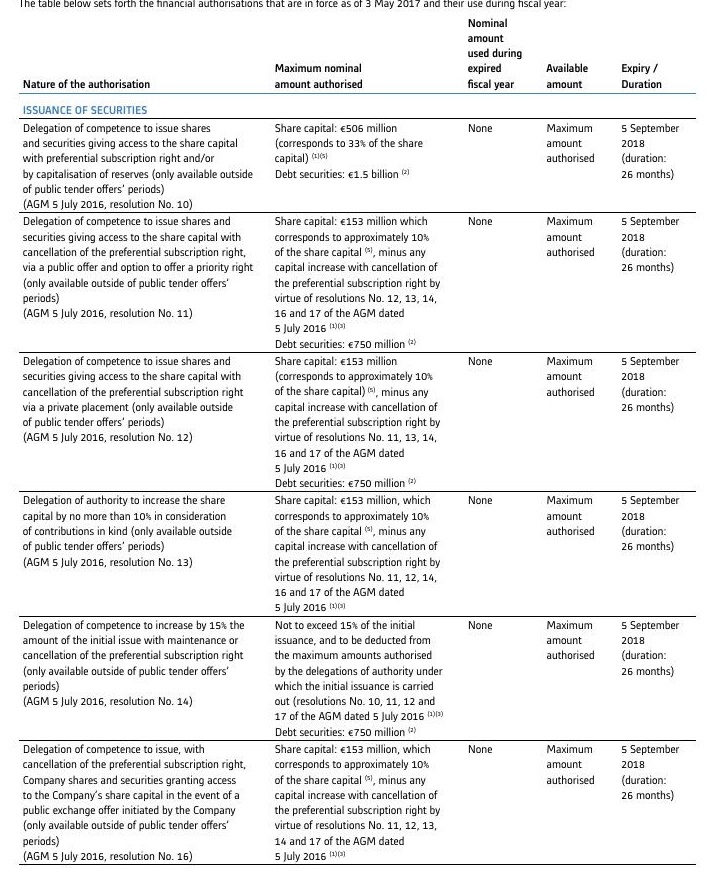 The table below sets forth the financial authorisations that are in force as of 3 May 2017 and their use during fiscal year:
Nature of the authorisation
Maximum nominal
amount authorised
Nominal
amount
used during
expired
fiscal year
Available
amount
Expiry /
Duration
ISSUANCE OF SECURITIES
Delegation of competence to issue shares
and securities giving access to the share capital
with preferential subscription right and/or
by capitalisation of reserves (only available outside
of public tender offers' periods)
(AGM 5 July 2016, resolution No. 10)
Share capital: €506 million
(corresponds to 33% of the share
capital) (1)(5)
Debt securities: €1.5 billion (2)
None
Maximum
amount
authorised
5 September
2018
(duration:
26 months)
Delegation of competence to issue shares and
securities giving access to the share capital with
cancellation of the preferential subscription right,
via a public offer and option to offer a priority right
(only available outside of public tender offers'
periods)
(AGM 5 July 2016, resolution No. 11)
Share capital: €153 million which
corresponds to approximately 10%
of the share capital (5), minus any
capital increase with cancellation of
the preferential subscription right by
virtue of resolutions No. 12, 13, 14,
16 and 17 of the AGM dated
5 July 2016 (1)(3)
Debt securities: €750 million (2)
None
Maximum
amount
authorised
5 September
2018
(duration:
26 months)
Delegation of competence to issue shares and
securities giving access to the share capital with
cancellation of the preferential subscription right
via a private placement (only available outside
of public tender offers' periods)
(AGM 5 July 2016, resolution No. 12)
Share capital: €153 million
(corresponds to approximately 10%
of the share capital) (5), minus any
capital increase with cancellation of
the preferential subscription right by
virtue of resolutions No. 11, 13, 14,
16 and 17 of the AGM dated
5 July 2016 (1)(3)
Debt securities: €750 million (2)
None
Maximum
amount
authorised
5 September
2018
(duration:
26 months)
Delegation of authority to increase the share
capital by no more than 10% in consideration
of contributions in kind (only available outside
of public tender offers' periods)
(AGM 5 July 2016, resolution No. 13)
Share capital: €153 million, which
corresponds to approximately 10%
of the share capital (5), minus any
capital increase with cancellation of
the preferential subscription right by
virtue of resolutions No. 11, 12, 14,
16 and 17 of the AGM dated
5 July 2016 (1)(3)
None
Maximum
amount
authorised
5 September
2018
(duration:
26 months)
Delegation of competence to increase by 15% the
amount of the initial issue with maintenance or
cancellation of the preferential subscription right
(only available outside of public tender offers'
periods)
(AGM 5 July 2016, resolution No. 14)
Not to exceed 15% of the initial
issuance, and to be deducted from
the maximum amounts authorised
by the delegations of authority under
which the initial issuance is carried
out (resolutions No. 10, 11, 12 and
17 of the AGM dated 5 July 2016 (1)(3)
Debt securities: €750 million (2)
None
Maximum
amount
authorised
5 September
2018
(duration:
26 months)
Delegation of competence to issue, with
cancellation of the preferential subscription right,
Company shares and securities granting access
to the Company's share capital in the event of a
public exchange offer initiated by the Company
(only available outside of public tender offers'
periods)
(AGM 5 July 2016, resolution No. 16)
Share capital: €153 million, which
corresponds to approximately 10%
of the share capital (5), minus any
capital increase with cancellation of
the preferential subscription right by
virtue of resolutions No. 11, 12, 13,
14 and 17 of the AGM dated
5 July 2016 (1)(3)
None
Maximum
amount
authorised
5 September
2018
(duration:
26 months)